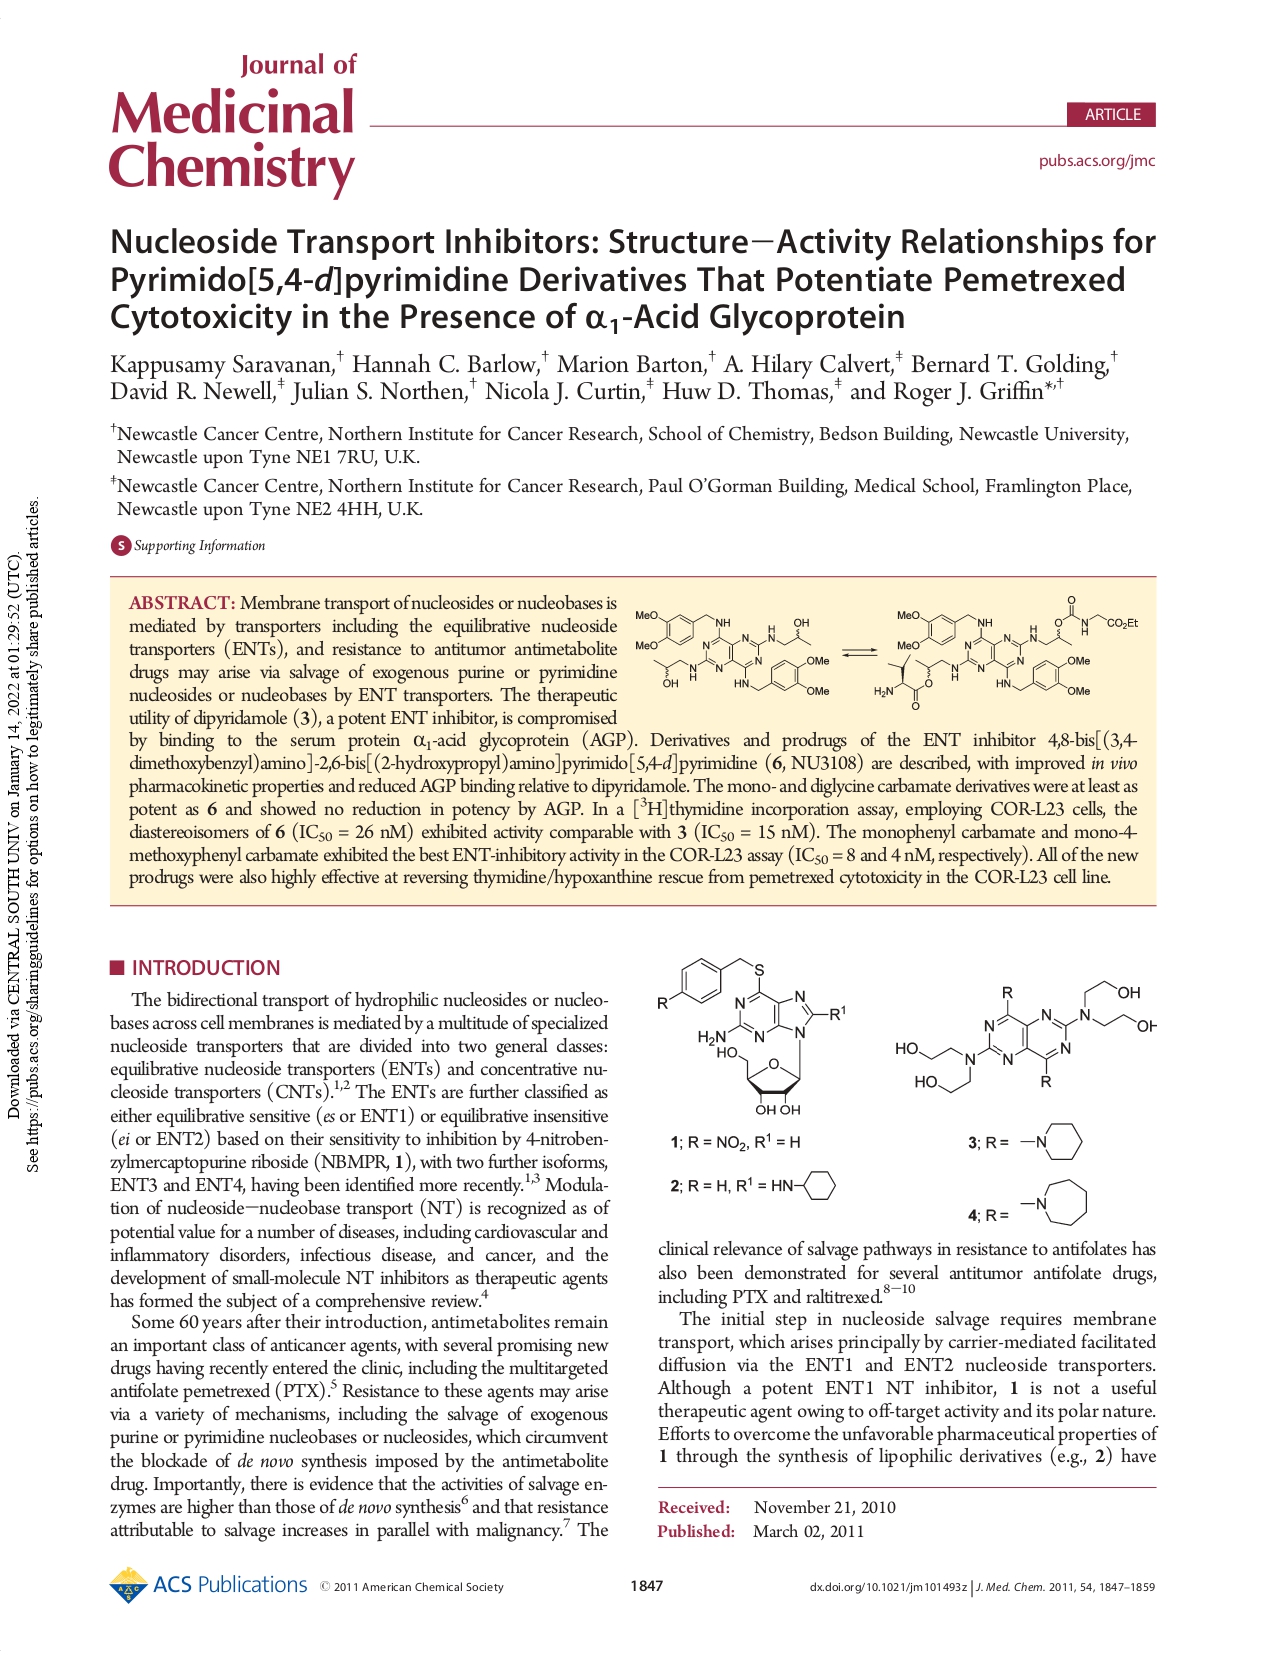 Journal of
Medicinal
Chemistry
ARTICLE
pubs.acs.org/jmc
Nucleoside Transport Inhibitors: Structure−Activity Relationships for
Pyrimido[5,4-d]pyrimidine Derivatives That Potentiate Pemetrexed
Cytotoxicity in the Presence of α1-Acid Glycoprotein
Kappusamy Saravanan,† Hannah C. Barlow,† Marion Barton,† A. Hilary Calvert,‡ Bernard T. Golding,†
David R. Newell,‡ Julian S. Northen,† Nicola J. Curtin,‡ Huw D. Thomas,‡ and Roger J. Griffin*,†
†Newcastle Cancer Centre, Northern Institute for Cancer Research, School of Chemistry, Bedson Building, Newcastle University,
Newcastle upon Tyne NE1 7RU, U.K.
‡Newcastle Cancer Centre, Northern Institute for Cancer Research, Paul O'Gorman Building, Medical School, Framlington Place,
Newcastle upon Tyne NE2 4HH, U.K.
S Supporting Information
ABSTRACT: Membrane transport of nucleosides or nucleobases is
mediated by transporters including the equilibrative nucleoside
transporters (ENTs), and resistance to antitumor antimetabolite
drugs may arise via salvage of exogenous purine or pyrimidine
nucleosides or nucleobases by ENT transporters. The therapeutic
utility of dipyridamole (3), a potent ENT inhibitor, is compromised
by binding to the serum protein α1-acid glycoprotein (AGP). Derivatives and prodrugs of the ENT inhibitor 4,8-bis[(3,4-
dimethoxybenzyl)amino]-2,6-bis[(2-hydroxypropyl)amino]pyrimido[5,4-d]pyrimidine (6, NU3108) are described, with improved in vivo
pharmacokinetic properties and reduced AGP binding relative to dipyridamole. The mono- and diglycine carbamate derivatives were at least as
potent as 6 and showed no reduction in potency by AGP. In a [3H]thymidine incorporation assay, employing COR-L23 cells, the
diastereoisomers of 6 (IC50 = 26 nM) exhibited activity comparable with 3 (IC50 = 15 nM). The monophenyl carbamate and mono-4-
methoxyphenyl carbamate exhibited the best ENT-inhibitory activity in the COR-L23 assay (IC50 = 8 and 4 nM, respectively). All of the new
prodrugs were also highly effective at reversing thymidine/hypoxanthine rescue from pemetrexed cytotoxicity in the COR-L23 cell line.
MeO
MeO
NH
N
N
N
N
H
N
OH
N
H
OH
HN
OMe
OMe
MeO
MeO
NH
N
N
N
N
H
N
O
O
N
H
CO2Et
N
H
O
H2N
O
HN
OMe
OMe
INTRODUCTION
The bidirectional transport of hydrophilic nucleosides or nucleo-
bases across cell membranes is mediated by a multitude of specialized
nucleoside transporters that are divided into two general classes:
equilibrative nucleoside transporters (ENTs) and concentrative nu-
cleoside transporters (CNTs).1,2 The ENTs are further classified as
either equilibrative sensitive (es or ENT1) or equilibrative insensitive
(ei or ENT2) based on their sensitivity to inhibition by 4-nitroben-
zylmercaptopurine riboside (NBMPR, 1), with two further isoforms,
ENT3 and ENT4, having been identified more recently.1,3 Modula-
tion of nucleoside−nucleobase transport (NT) is recognized as of
potential value for a number of diseases, including cardiovascular and
inflammatory disorders, infectious disease, and cancer, and the
development of small-molecule NT inhibitors as therapeutic agents
has formed the subject of a comprehensive review.4
Some 60 years after their introduction, antimetabolites remain
an important class of anticancer agents, with several promising new
drugs having recently entered the clinic, including the multitargeted
antifolate pemetrexed (PTX).5 Resistance to these agents may arise
via a variety of mechanisms, including the salvage of exogenous
purine or pyrimidine nucleobases or nucleosides, which circumvent
the blockade of de novo synthesis imposed by the antimetabolite
drug. Importantly, there is evidence that the activities of salvage en-
zymes are higher than those of de novo synthesis6 and that resistance
attributable to salvage increases in parallel with malignancy.7 The
R
S
N
N
N
N
R1
H2N
HO
O
OH OH
1; R = NO2, R1 = H
2; R = H, R1 = HN
R
N
N
N
N
N
OH
OH
HO
HO
N
R
3; R = N
4; R = N
clinical relevance of salvage pathways in resistance to antifolates has
also been demonstrated for several antitumor antifolate drugs,
including PTX and raltitrexed.8−10
The initial step in nucleoside salvage requires membrane
transport, which arises principally by carrier-mediated facilitated
diffusion via the ENT1 and ENT2 nucleoside transporters.
Although a potent ENT1 NT inhibitor, 1 is not a useful
therapeutic agent owing to off-target activity and its polar nature.
Efforts to overcome the unfavorable pharmaceutical properties of
1 through the synthesis of lipophilic derivatives (e.g., 2) have
Received: November 21, 2010
Published: March 02, 2011
ACS Publications © 2011 American Chemical Society
1847
dx.doi.org/10.1021/jm101493z | J. Med. Chem. 2011, 54, 1847–1859
Downloaded via CENTRAL SOUTH UNIV on January 14, 2022 at 01:29:52 (UTC).
See https://pubs.acs.org/sharingguidelines for options on how to legitimately share published articles.